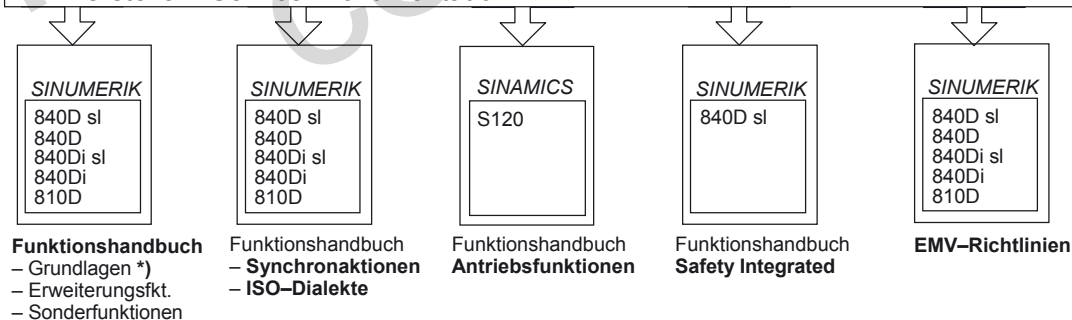 SINUMERIK
840D sl
840D
840Di sl
840Di
810D
Funktionshandbuch
– Grundlagen *)
– Erweiterungsfkt.
– Sonderfunktionen
SINUMERIK
840D sl
840D
840Di sl
840Di
810D
Funktionshandbuch
– Synchronaktionen
– ISO–Dialekte
SINAMICS
S120
Funktionshandbuch
Antriebsfunktionen
SINUMERIK
840D sl
Funktionshandbuch
Safety Integrated
SINUMERIK
840D sl
840D
840Di sl
840Di
810D
EMV–Richtlinien